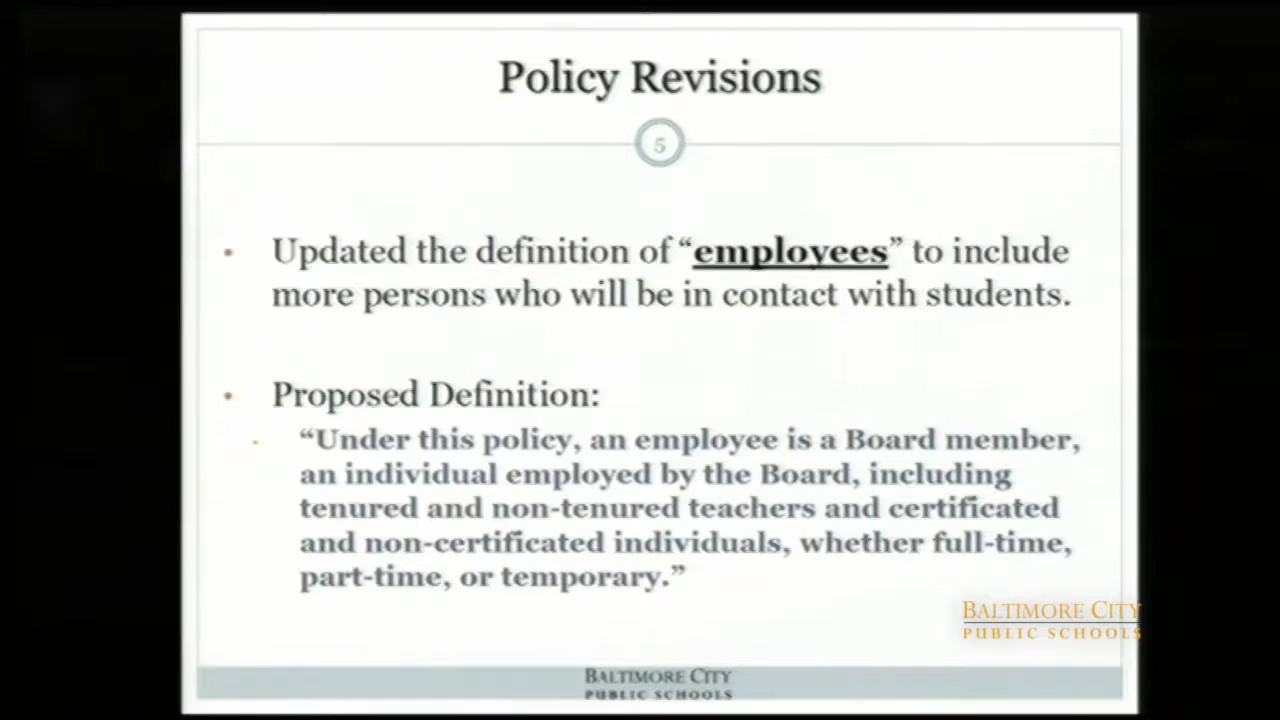 Policy Revisions
5
• Updated the definition of “employees” to include
more persons who will be in contact with students.
• Proposed Definition:
“Under this policy, an employee is a Board member,
an individual employed by the Board, including
tenured and non-tenured teachers and certificated
and non-certificated individuals, whether full-time,
part-time, or temporary.”
BALTIMORE CITY
PUBLIC SCHOOLS
BALTIMORE CITY
PUBLIC SCHOOLS